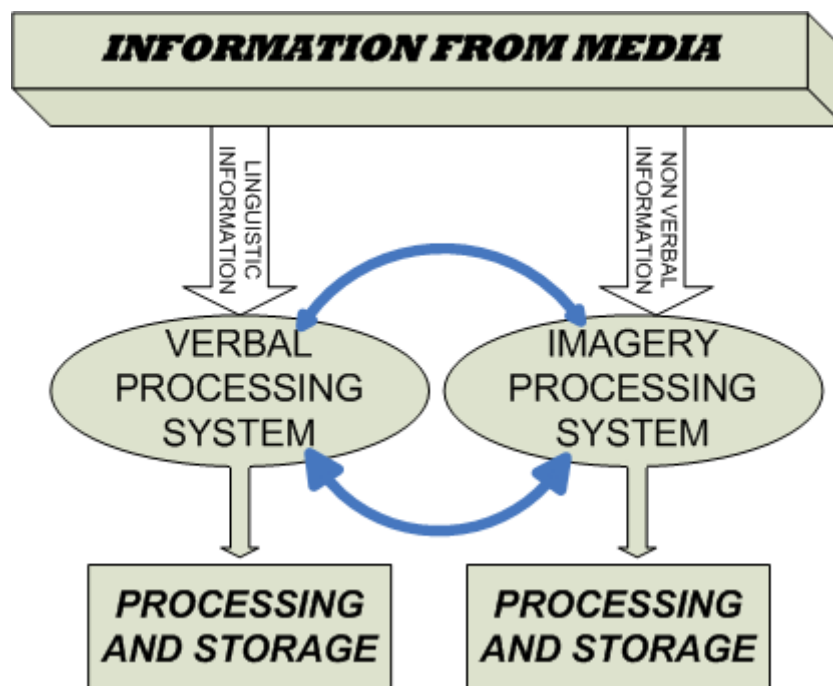 INFORMATION FROM MEDIA
LINGUISTIC
INFORMATION
NON VERBAL
INFORMATION
VERBAL
PROCESSING
SYSTEM
IMAGERY
PROCESSING
SYSTEM
PROCESSING
AND STORAGE
PROCESSING
AND STORAGE